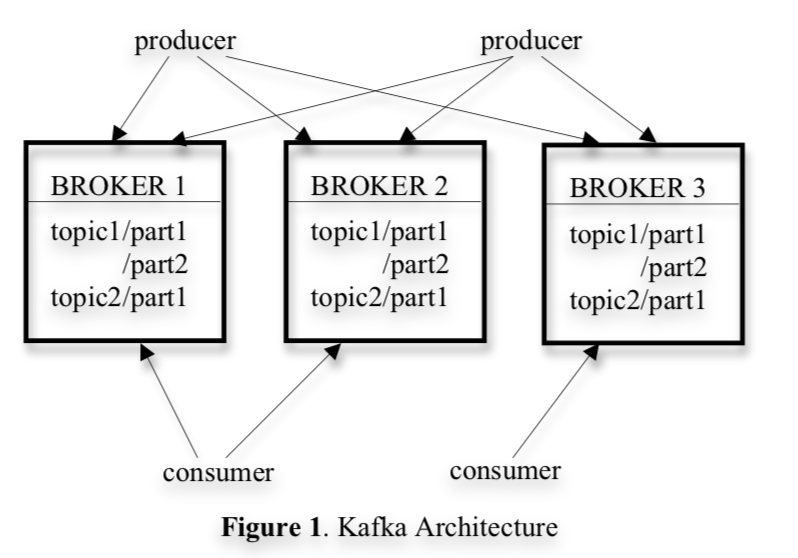 producer producer
BROKER 1
topic1/part1
/part2
topic2/part1
BROKER 2
topic1/part1
/part2
topic2/part1
BROKER 3
topic1/part1
/part2
topic2/part1
consumer consumer
Figure 1. Kafka Architecture